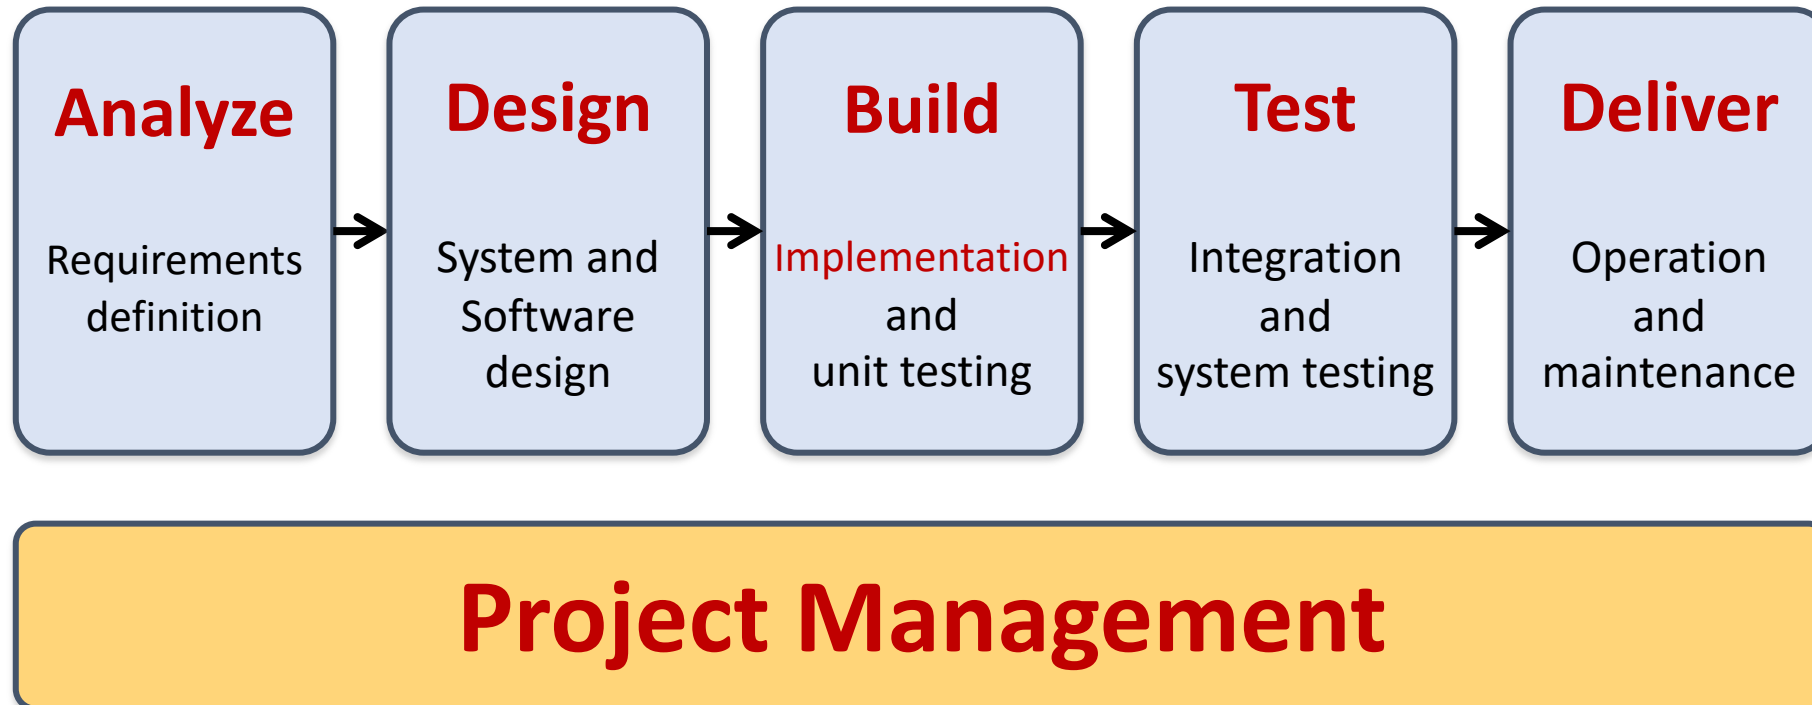 Analyze
Requirements
definition
Design
System and
Software
design
Build
Implementation
and
unit testing
Test
Integration
and
system testing
Deliver
Operation
and
maintenance
Project Management